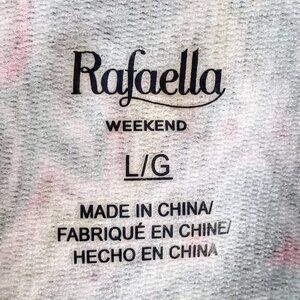 Rafaella
WEEKEND
L/G
MADE IN CHINA/
FABRIQUÉ EN CHINE/
HECHO EN CHINA